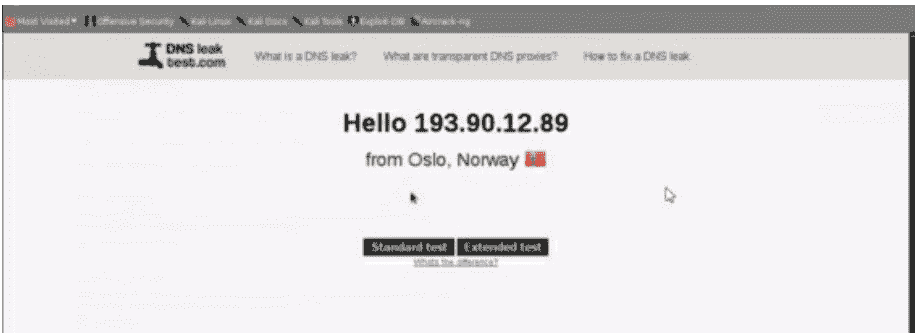 Most Visited Offensive Security Kali Linux Kali Docs Kali Tools Exploit-DB Aircrack-ng
DNS leak
test.com
What is a DNS leak? What are transparent DNS proxies? How to fix a DNS leak
Hello 193.90.12.89
from Oslo, Norway
Standard test Extended test
Whats the difference?